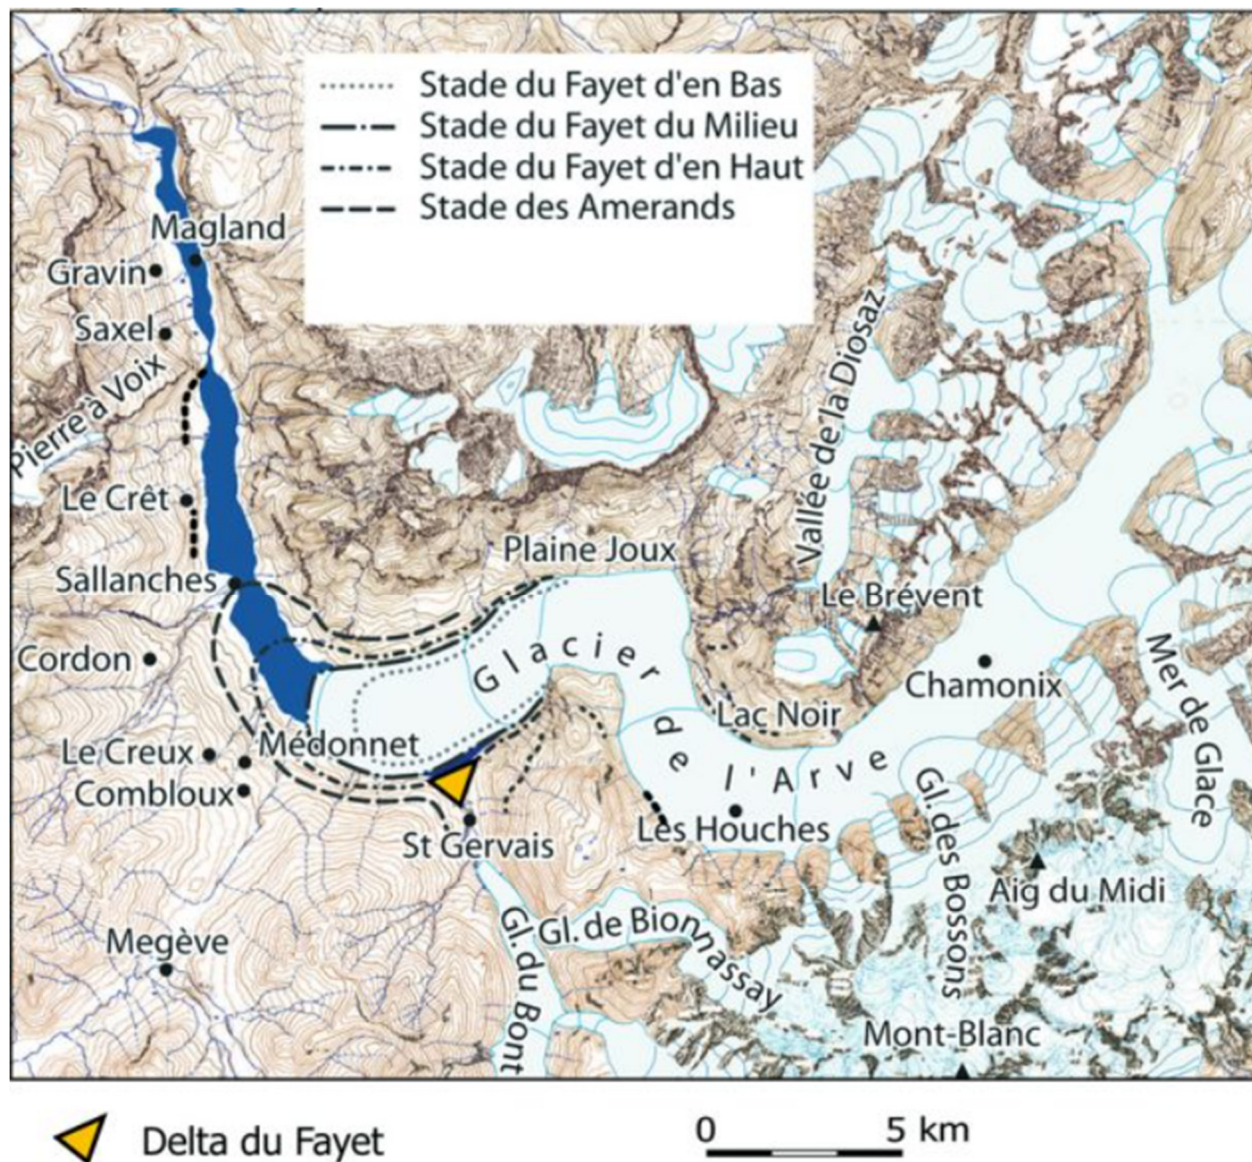 Stade du Fayet d'en Bas
Stade du Fayet du Milieu
Stade du Fayet d'en Haut
Stade des Amerands
Magland
Gravin
Saxel
Pierre à Voix
Vallée de la Diosaz
Le Crêt
Plaine Joux
Sallanches
Le Brévent
Cordon
Glacier de l'Arve
Mer de Glace
Chamonix
Lac Noir
Le Creux
Médonnet
Combloux
Les Houches
St Gervais
Gl. des Bossons
Aig du Midi
Gl. du Bont
Gl. de Bionnassay
Megève
Mont-Blanc
Delta du Fayet
0 5 km